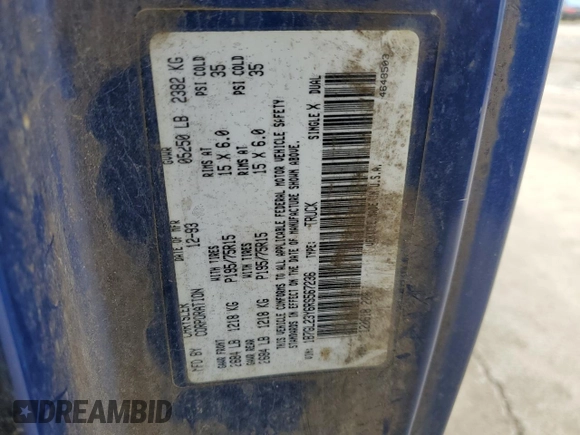 MFD BY CHRYSLER CORPORATION
DATE OF MFR 12-93
GVWR 05250 LB 2382 KG
GAWR FRONT WITH TIRES RIMS AT PSI COLD
2684 LB 1218 KG P195/75R15 15 X 6.0 35
GAWR REAR WITH TIRES RIMS AT PSI COLD
2684 LB 1218 KG P195/75R15 15 X 6.0 35
THIS VEHICLE CONFORMS TO ALL APPLICABLE FEDERAL MOTOR VEHICLE SAFETY
STANDARDS IN EFFECT ON THE DATE OF MANUFACTURE SHOWN ABOVE.
VIN: 1B7GL23Y6RS567236 TYPE: TRUCK SINGLE X DUAL
U.S.A. 4648503
DREAMBID